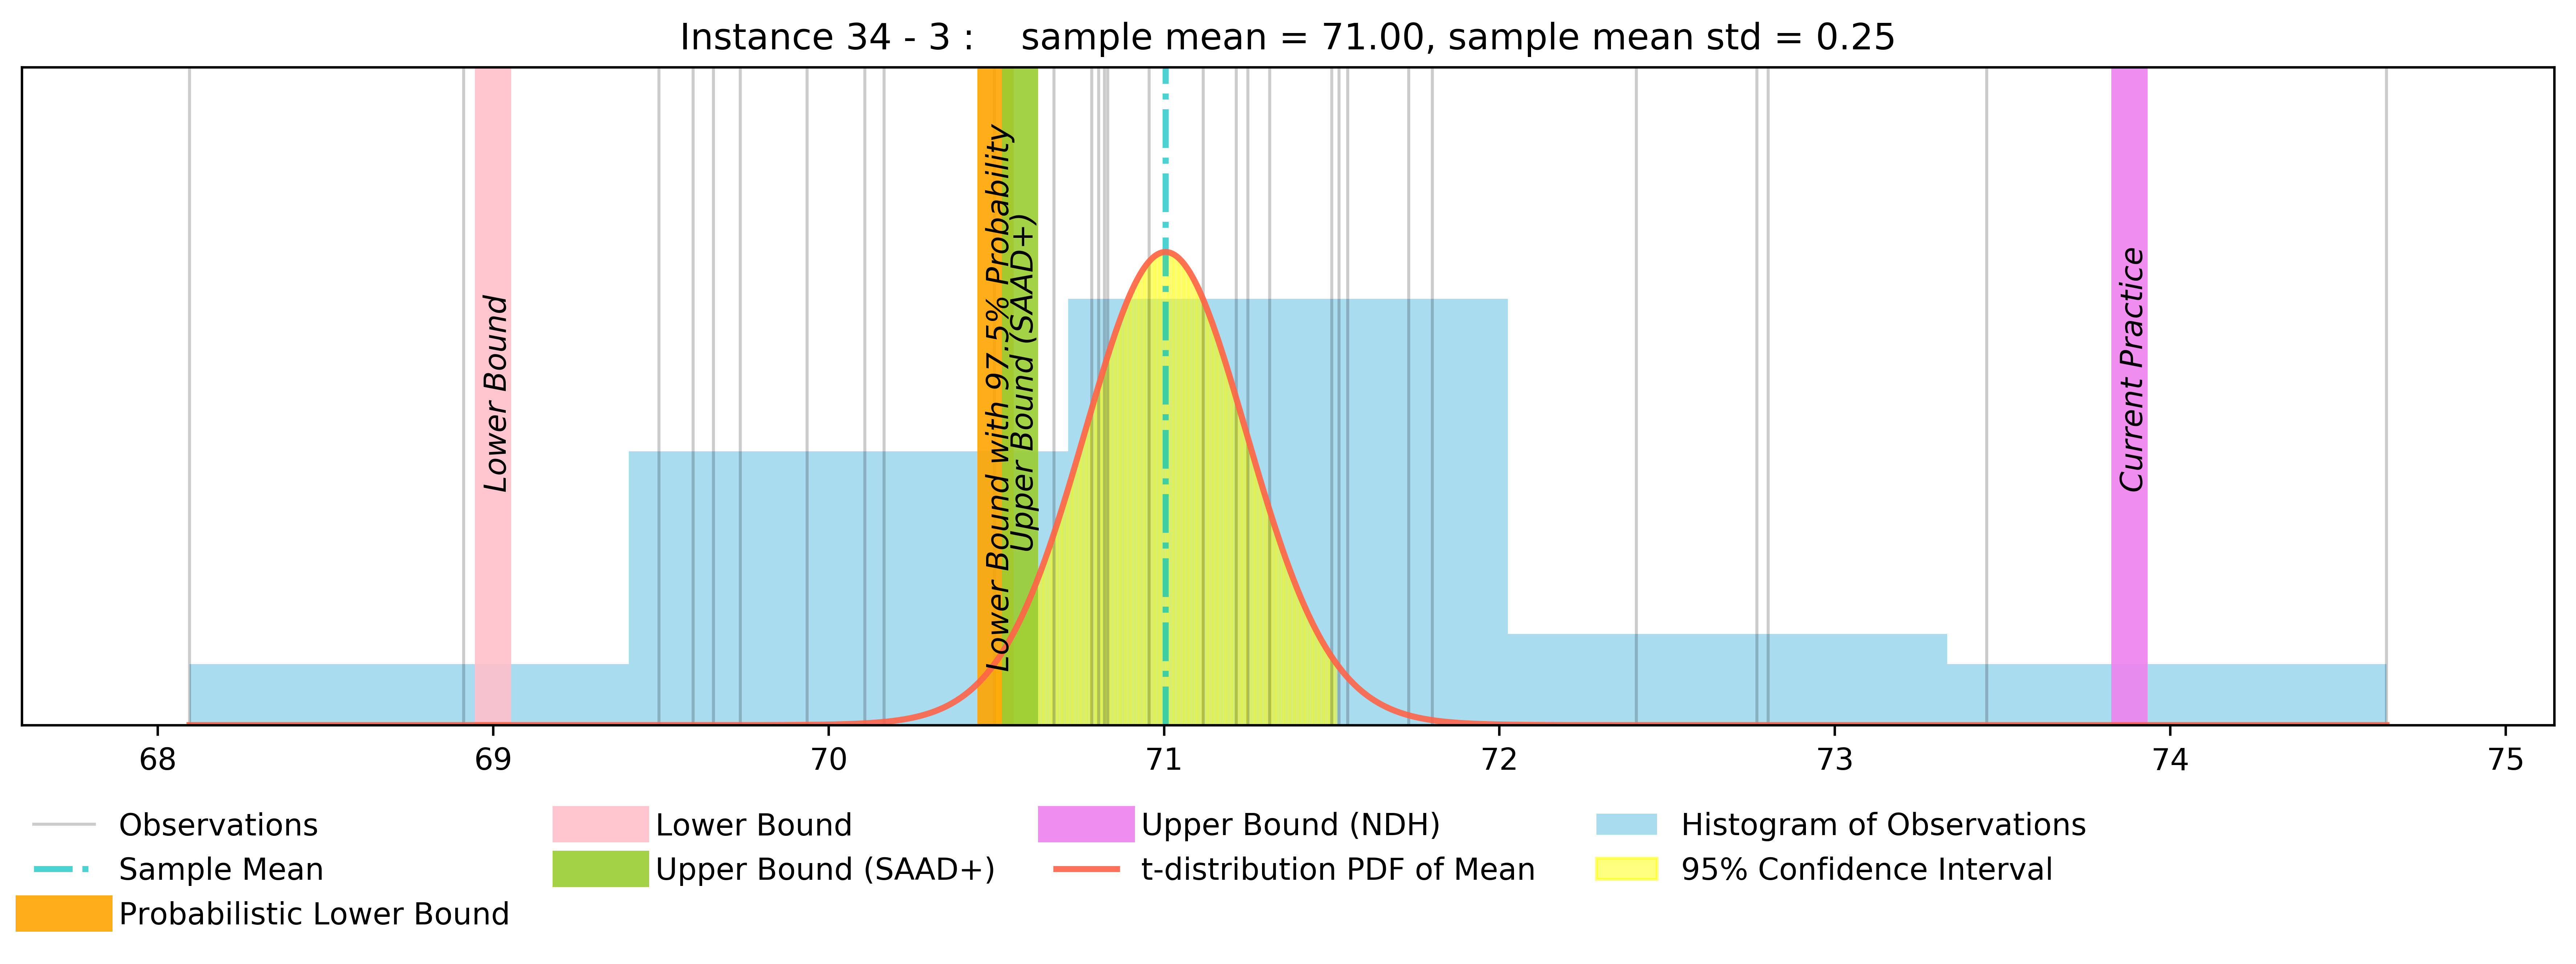 Instance 34 - 3 :    sample mean = 71.00, sample mean std = 0.25
Lower Bound
Lower Bound with 97.5% Probability
Upper Bound (SAAD+)
Current Practice
68 69 70 71 72 73 74 75
Observations Lower Bound Upper Bound (NDH) Histogram of Observations
Sample Mean Upper Bound (SAAD+) t-distribution PDF of Mean 95% Confidence Interval
Probabilistic Lower Bound